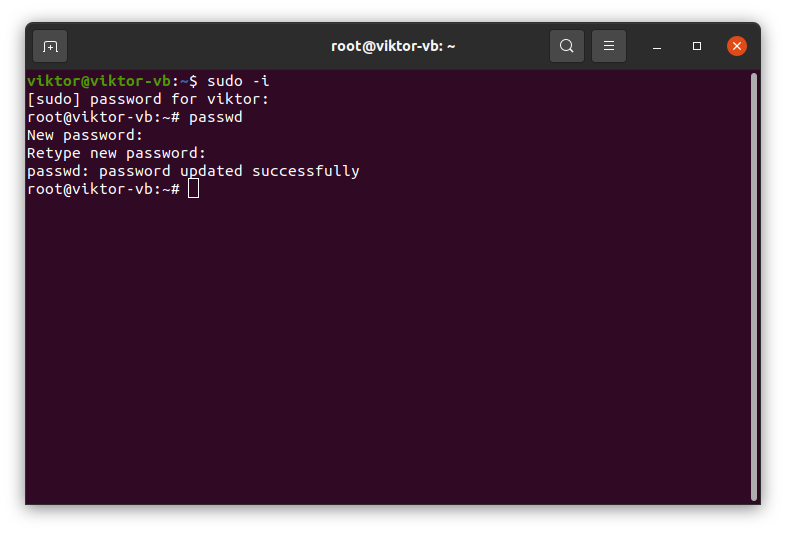 root@viktor-vb: ~
viktor@viktor-vb:~$ sudo -i
[sudo] password for viktor:
root@viktor-vb:~# passwd
New password:
Retype new password:
passwd: password updated successfully
root@viktor-vb:~#